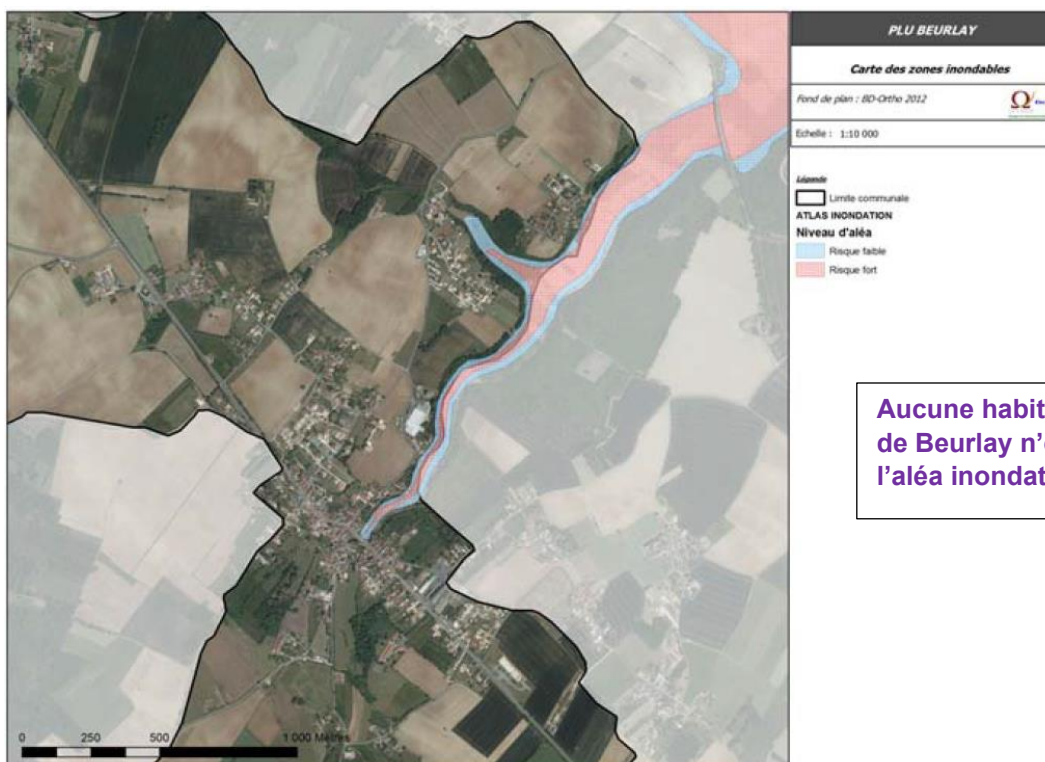 PLU BEURLAY
Carte des zones inondables
Fond de plan : BD-Ortho 2012
Echelle : 1:10 000
Légende
Limite communale
ATLAS INONDATION
Niveau d'aléa
Risque faible
Risque fort
Aucune habit
de Beurlay n'
l'aléa inondat
0 250 500 1 000 Mètres